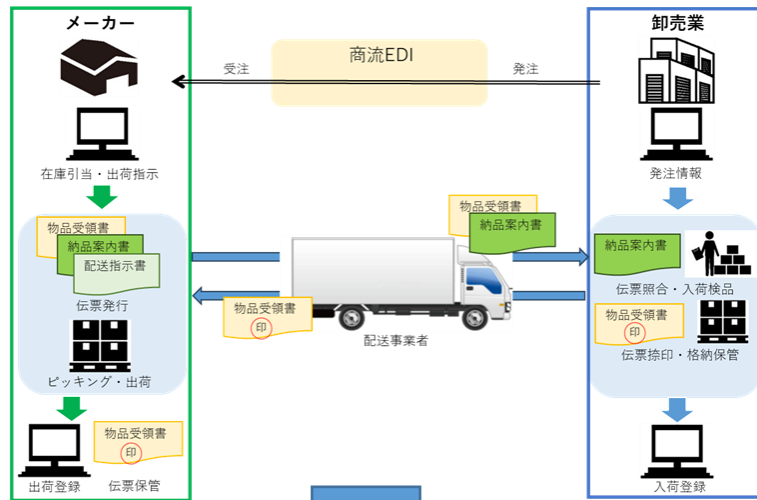 メーカー
卸売業
商流EDI
受注
発注
在庫引当・出荷指示
発注情報
物品受領書
納品案内書
配送指示書
伝票発行
物品受領書
納品案内書
納品案内書
伝票照合・入荷検品
物品受領書
印
配送事業者
物品受領書
印
伝票捺印・格納保管
ピッキング・出荷
物品受領書
印
出荷登録
伝票保管
入荷登録